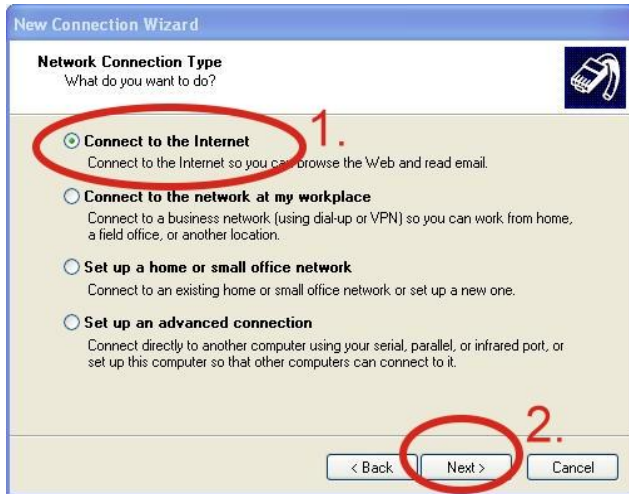 New Connection Wizard
Network Connection Type
What do you want to do?
Connect to the Internet
1.
Connect to the Internet so you can browse the Web and read email.
Connect to the network at my workplace
Connect to a business network (using dial-up or VPN) so you can work from home,
a field office, or another location.
Set up a home or small office network
Connect to an existing home or small office network or set up a new one.
Set up an advanced connection
Connect directly to another computer using your serial, parallel, or infrared port, or
set up this computer so that other computers can connect to it.
2.
< Back
Next >
Cancel